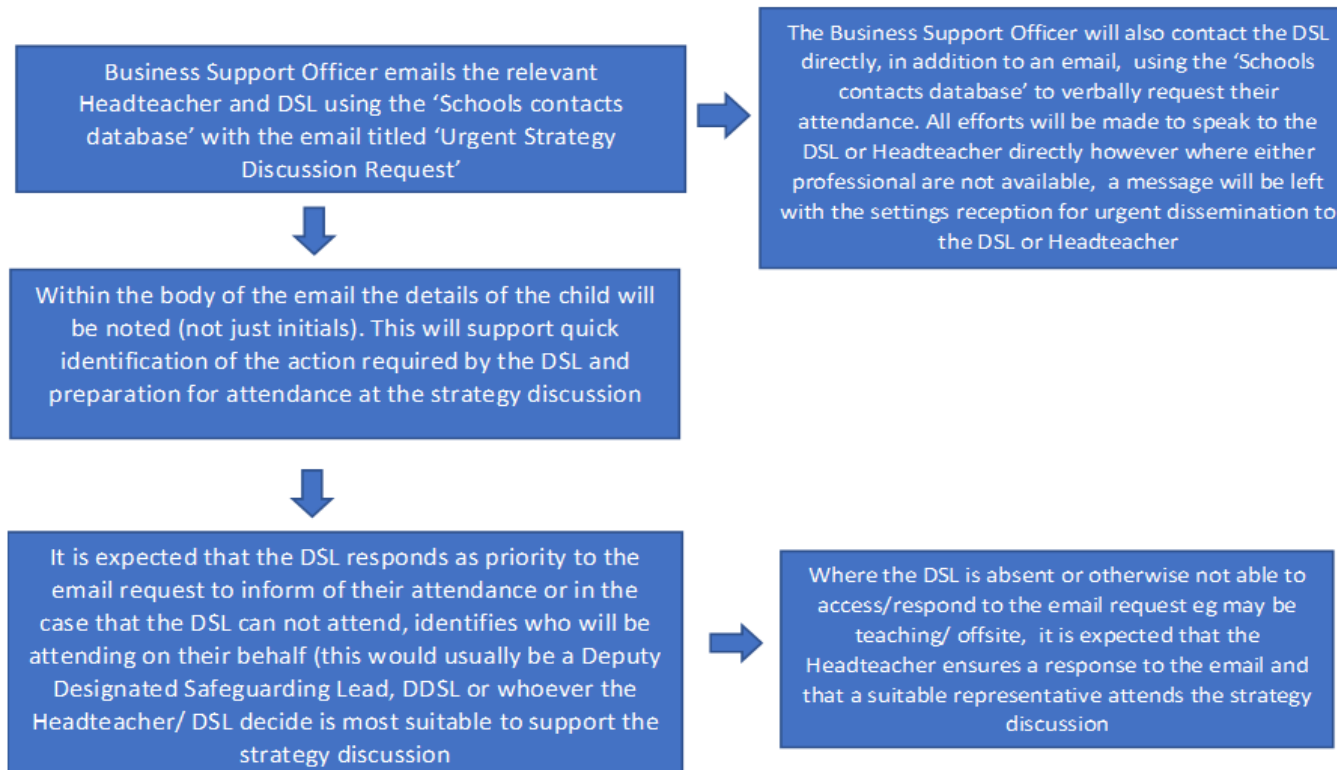 Business Support Officer emails the relevant
Headteacher and DSL using the ‘Schools contacts
database’ with the email titled ‘Urgent Strategy
Discussion Request’
The Business Support Officer will also contact the DSL
directly, in addition to an email, using the ‘Schools
contacts database’ to verbally request their
attendance. All efforts will be made to speak to the
DSL or Headteacher directly however where either
professional are not available, a message will be left
with the settings reception for urgent dissemination to
the DSL or Headteacher
Within the body of the email the details of the child will
be noted (not just initials). This will support quick
identification of the action required by the DSL and
preparation for attendance at the strategy discussion
It is expected that the DSL responds as priority to the
email request to inform of their attendance or in the
case that the DSL can not attend, identifies who will be
attending on their behalf (this would usually be a Deputy
Designated Safeguarding Lead, DDSL or whoever the
Headteacher/ DSL decide is most suitable to support the
strategy discussion
Where the DSL is absent or otherwise not able to
access/respond to the email request eg may be
teaching/ offsite, it is expected that the
Headteacher ensures a response to the email and
that a suitable representative attends the strategy
discussion